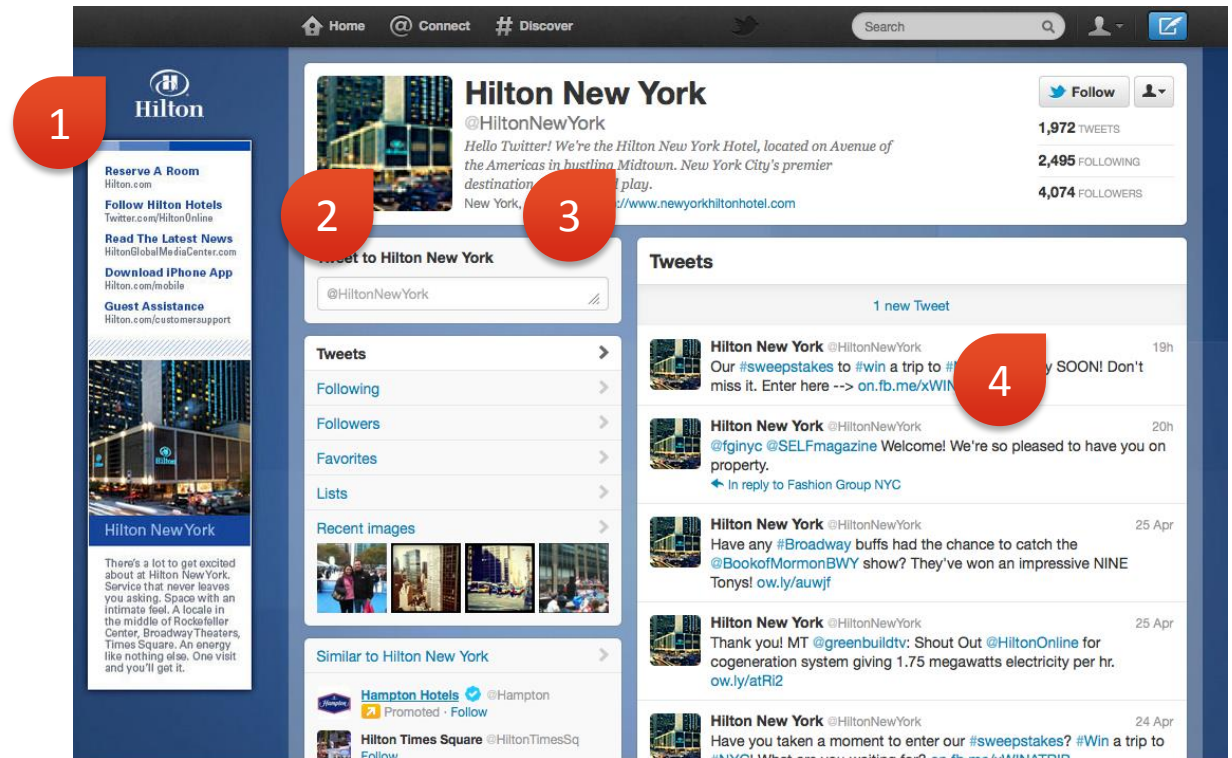 Home
Connect
Discover
Search
1
Hilton
Reserve A Room
Hilton.com
Follow Hilton Hotels
Twitter.com/HiltonOnline
Read The Latest News
HiltonGlobalMediaCenter.com
Download iPhone App
Hilton.com/mobile
Guest Assistance
Hilton.com/customersupport
Hilton
Hilton New York
There's a lot to get excited
about at Hilton New York.
Service that never leaves
you asking. Space with an
intimate feel. A locale in
the middle of Rockefeller
Center, Broadway Theaters,
Times Square. An energy
like nothing else. One visit
and you'll get it.
Hilton New York
@HiltonNewYork
Hello Twitter! We're the Hilton New York Hotel, located on Avenue of
the Americas in bustling Midtown. New York City's premier
destination play.
New York, ://www.newyorkhiltonhotel.com
2
3
Follow
1,972 TWEETS
2,495 FOLLOWING
4,074 FOLLOWERS
Tweet to Hilton New York
@HiltonNewYork
Tweets
Following
Followers
Favorites
Lists
Recent images
Similar to Hilton New York
Hampton Hotels @Hampton
Promoted · Follow
Hilton Times Square @HiltonTimesSq
Follow
Tweets
1 new Tweet
4
Hilton New York @HiltonNewYork 19h
Our #sweepstakes to #win a trip to SOON! Don't
miss it. Enter here --> on.fb.me/xWIN
Hilton New York @HiltonNewYork 20h
@fginyc @SELFmagazine Welcome! We're so pleased to have you on
property.
In reply to Fashion Group NYC
Hilton New York @HiltonNewYork 25 Apr
Have any #Broadway buffs had the chance to catch the
@BookofMormonBWY show? They've won an impressive NINE
Tonys! ow.ly/auwjf
Hilton New York @HiltonNewYork 25 Apr
Thank you! MT @greenbuildtv: Shout Out @HiltonOnline for
cogeneration system giving 1.75 megawatts electricity per hr.
ow.ly/atRi2
Hilton New York @HiltonNewYork 24 Apr
Have you taken a moment to enter our #sweepstakes? #Win a trip to
#NYC! What are you waiting for? on.fb.me/xWINATRIP